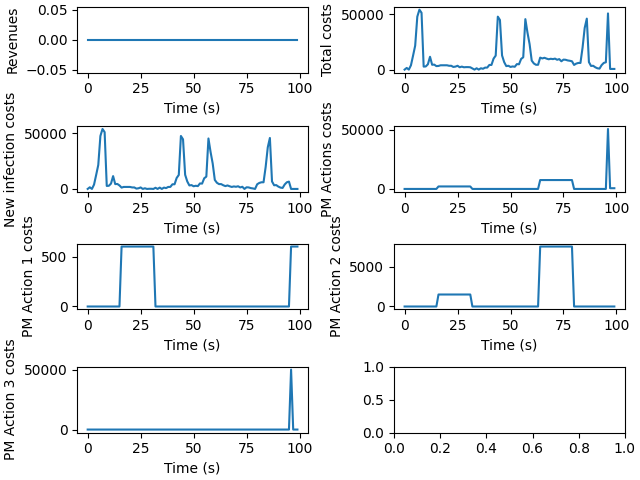 Revenues
0.05
0.00
−0.05
0 25 50 75 100
Time (s)
Total costs
50000
0
0 25 50 75 100
Time (s)
New infection costs
50000
0
0 25 50 75 100
Time (s)
PM Actions costs
50000
0
0 25 50 75 100
Time (s)
PM Action 1 costs
500
0
0 25 50 75 100
Time (s)
PM Action 2 costs
5000
0
0 25 50 75 100
Time (s)
PM Action 3 costs
50000
0
0 25 50 75 100
Time (s)
1.0
0.5
0.0
0.0 0.2 0.4 0.6 0.8 1.0